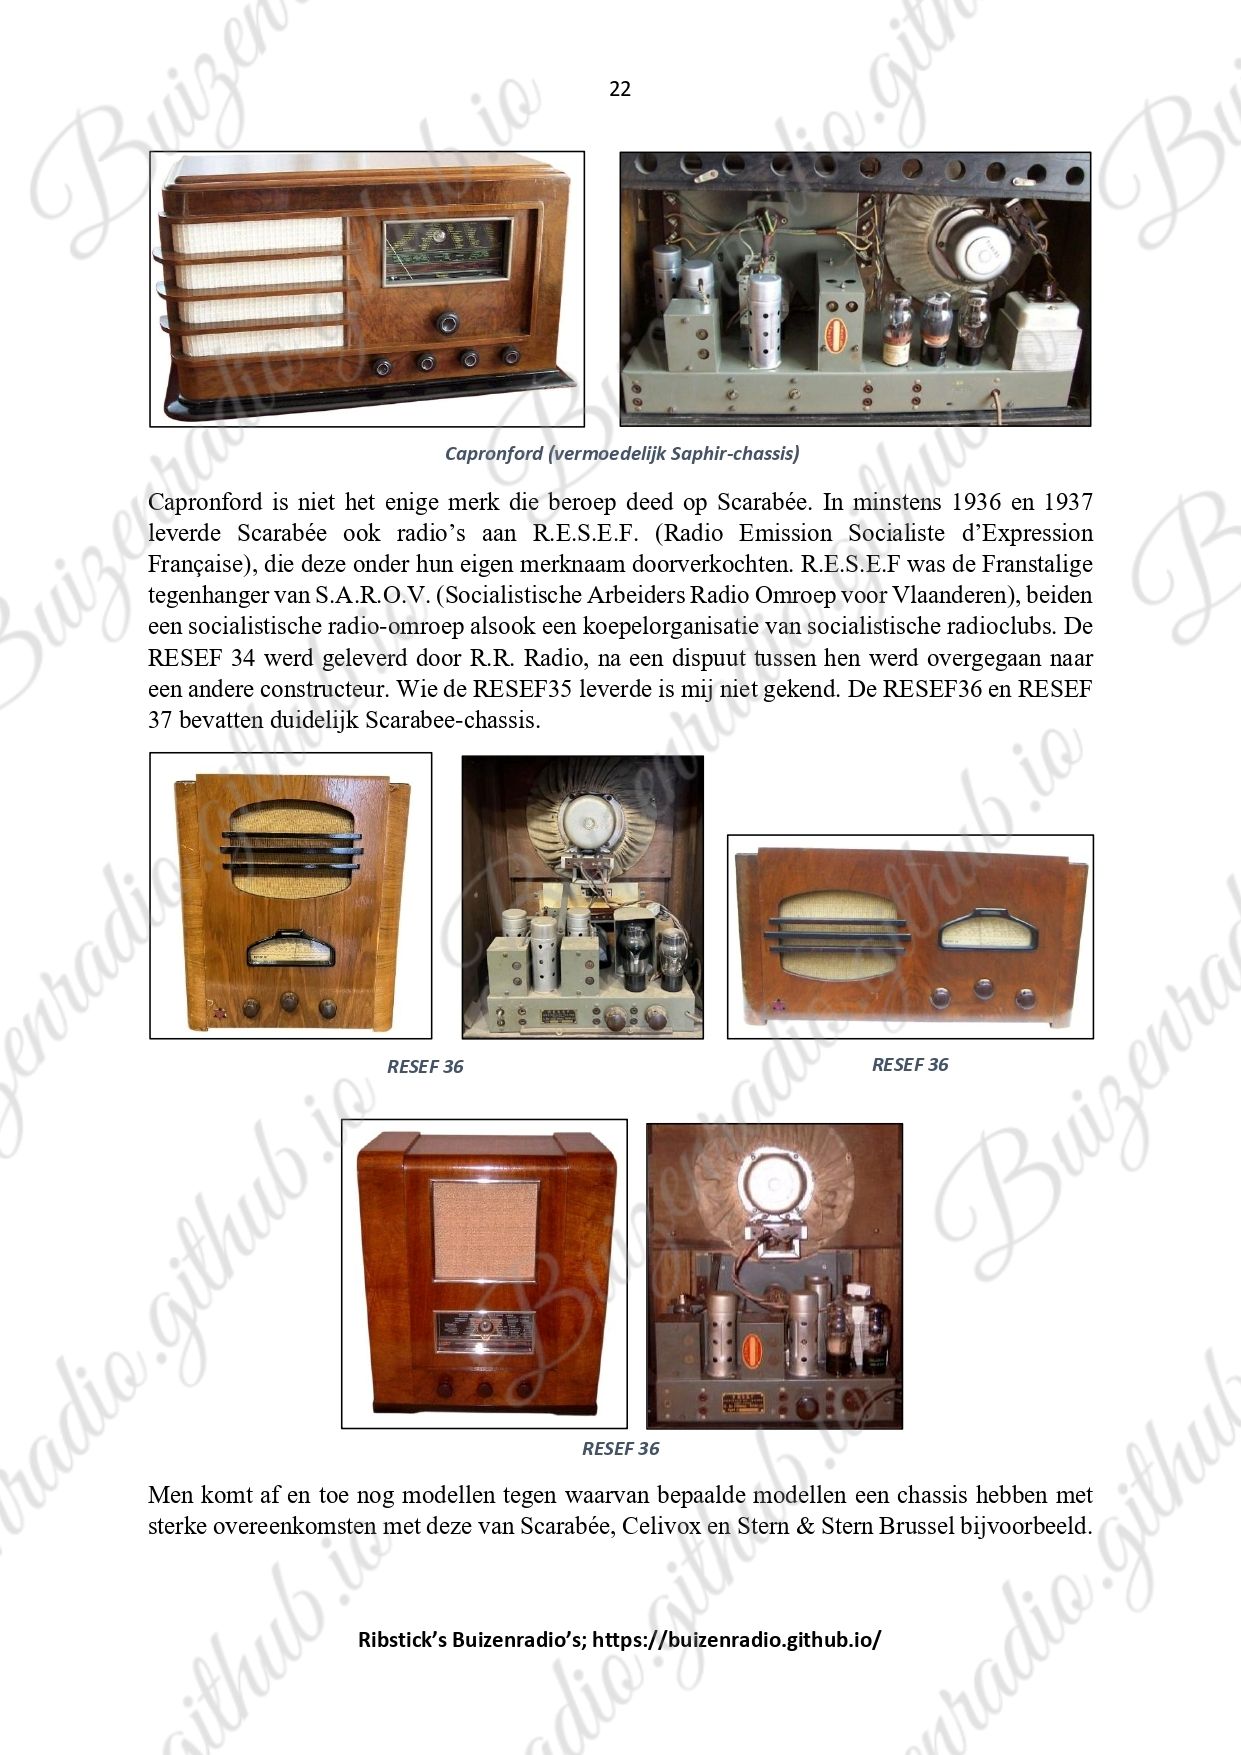 22
Capronford (vermoedelijk Saphir-chassis)
Capronford is niet het enige merk die beroep deed op Scarabée. In minstens 1936 en 1937
leverde Scarabée ook radio’s aan R.E.S.E.F. (Radio Emission Socialiste d’Expression
Française), die deze onder hun eigen merknaam doorverkochten. R.E.S.E.F was de Franstalige
tegenhanger van S.A.R.O.V. (Socialistische Arbeiders Radio Omroep voor Vlaanderen), beiden
een socialistische radio-omroep alsook een koepelorganisatie van socialistische radioclubs. De
RESEF 34 werd geleverd door R.R. Radio, na een dispuut tussen hen werd overgegaan naar
een andere constructeur. Wie de RESEF35 leverde is mij niet gekend. De RESEF36 en RESEF
37 bevatten duidelijk Scarabee-chassis.
RESEF 36
RESEF 36
RESEF 36
Men komt af en toe nog modellen tegen waarvan bepaalde modellen een chassis hebben met
sterke overeenkomsten met deze van Scarabée, Celivox en Stern & Stern Brussel bijvoorbeeld.
Ribstick’s Buizenradio’s; https://buizenradio.github.io/
Buizenradio.github.io